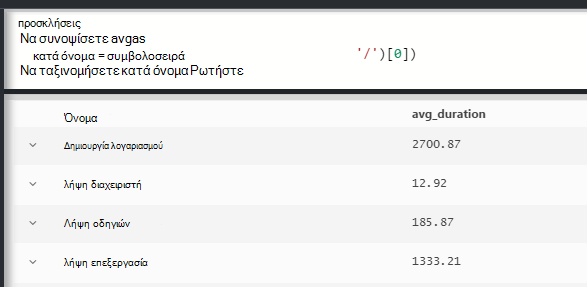 προσκλήσεις
Να συνοψίσετε avgas
κατά όνομα = συμβολοσειρά '/')[0])
Να ταξινομήσετε κατά όνομα Ρωτήστε
Όνομα avg_duration
Δημιουργία λογαριασμού 2700.87
λήψη διαχειριστή 12.92
Λήψη οδηγιών 185.87
λήψη επεξεργασία 1333.21